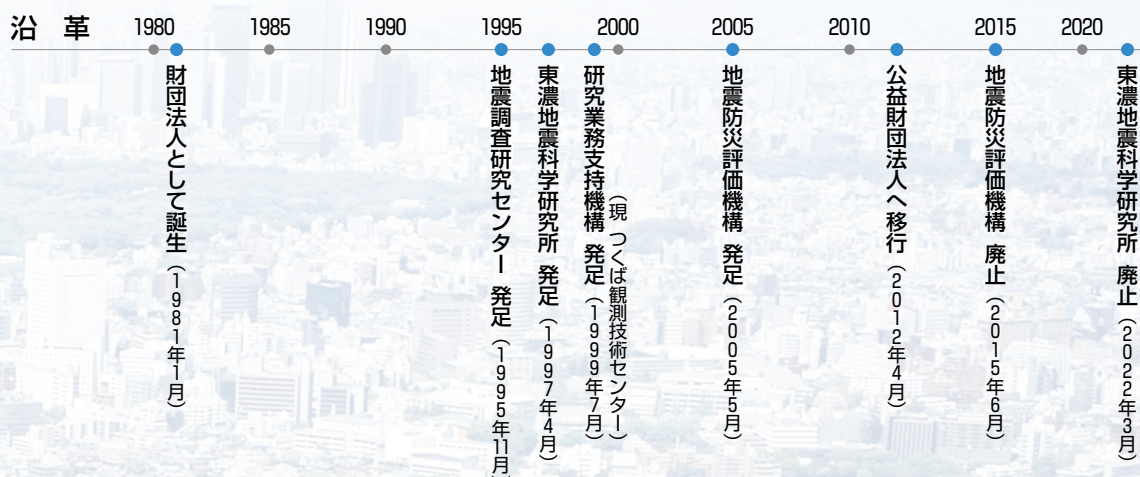 沿 革
1980 1985 1990 1995 2000 2005 2010 2015 2020
財団法人として誕生（1981年1月）
地震調査研究センター 発足（1995年11月）
東濃地震科学研究所 発足（1997年4月）
研究業務支持機構 発足（1999年7月）
（現 つくば観測技術センター）
地震防災評価機構 発足（2005年5月）
公益財団法人へ移行（2012年4月）
地震防災評価機構 廃止（2015年6月）
東濃地震科学研究所 廃止（2022年3月）